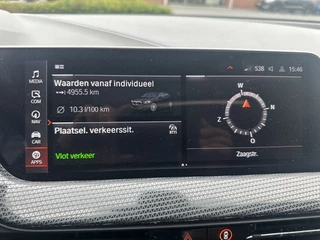 538 15:46
MEDIA
COM
NAV
CAR
APPS
Waarden vanaf individueel
4955.5 km
Ø 10.3 l/100 km
Plaatsel. verkeerssit.
RTTI
Vlot verkeer
W
N
Z
O
Zaagstr.